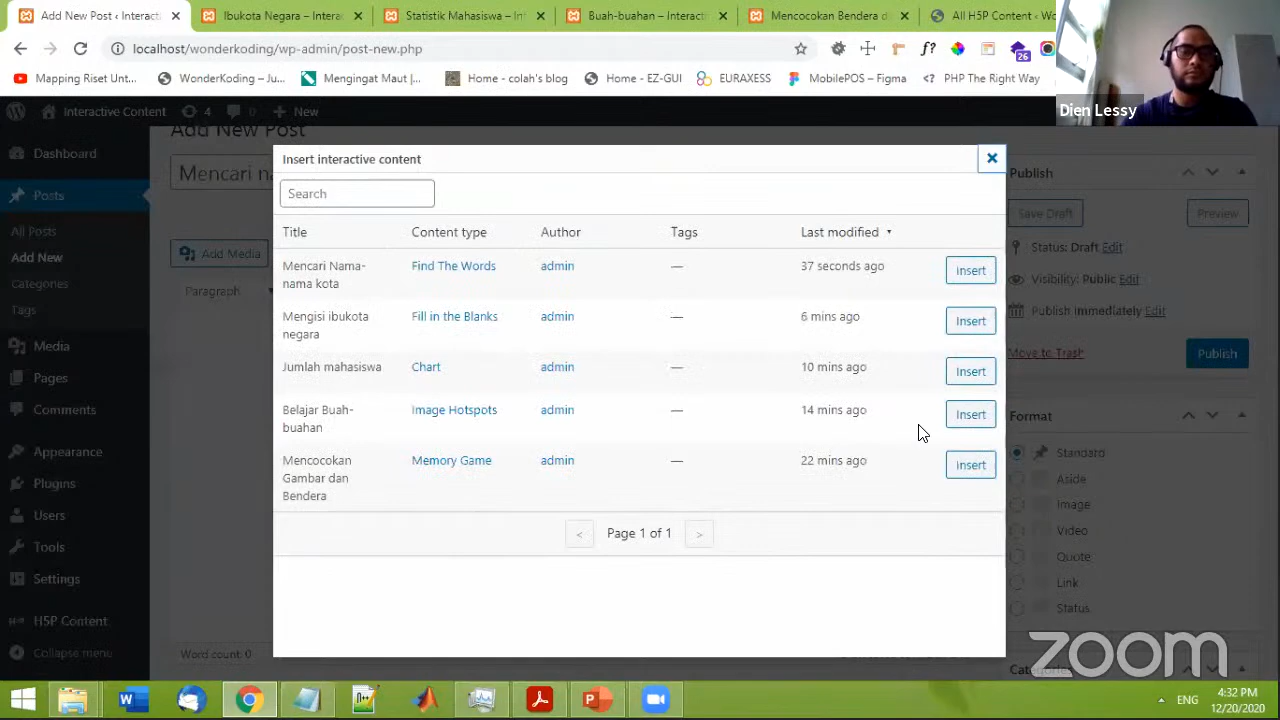 Add New Post ‹ Interact
Ibukota Negara – Intera
Statistik Mahasiswa – Int
Buah-buahan – Interacti
Mencocokan Bendera d
All H5P Content ‹ Wo
localhost/wonderkoding/wp-admin/post-new.php
f?
26
Mapping Riset Unt...
WonderKoding – Ju...
Mengingat Maut |...
Home - colah's blog
Home - EZ-GUI
EURAXESS
MobilePOS – Figma
<? PHP The Right Way
Dien Lessy
Interactive Content
4
0
New
Dashboard
Posts
All Posts
Add New
Categories
Tags
Media
Pages
Comments
Appearance
Plugins
Users
Tools
Settings
H5P Content
Collapse menu
Add New Post
Mencari n
Add Media
Paragraph
Word count: 0
Insert interactive content
Search
Title Content type Author Tags Last modified
Mencari Nama-nama kota Find The Words admin — 37 seconds ago Insert
Mengisi ibukota negara Fill in the Blanks admin — 6 mins ago Insert
Jumlah mahasiswa Chart admin — 10 mins ago Insert
Belajar Buah-buahan Image Hotspots admin — 14 mins ago Insert
Mencocokan Gambar dan Bendera Memory Game admin — 22 mins ago Insert
< Page 1 of 1 >
Publish
Save Draft
Preview
Status: Draft Edit
Visibility: Public Edit
Publish immediately Edit
Move to Trash
Publish
Format
Standard
Aside
Image
Video
Quote
Link
Status
Categories
zoom
ENG
4:32 PM
12/20/2020